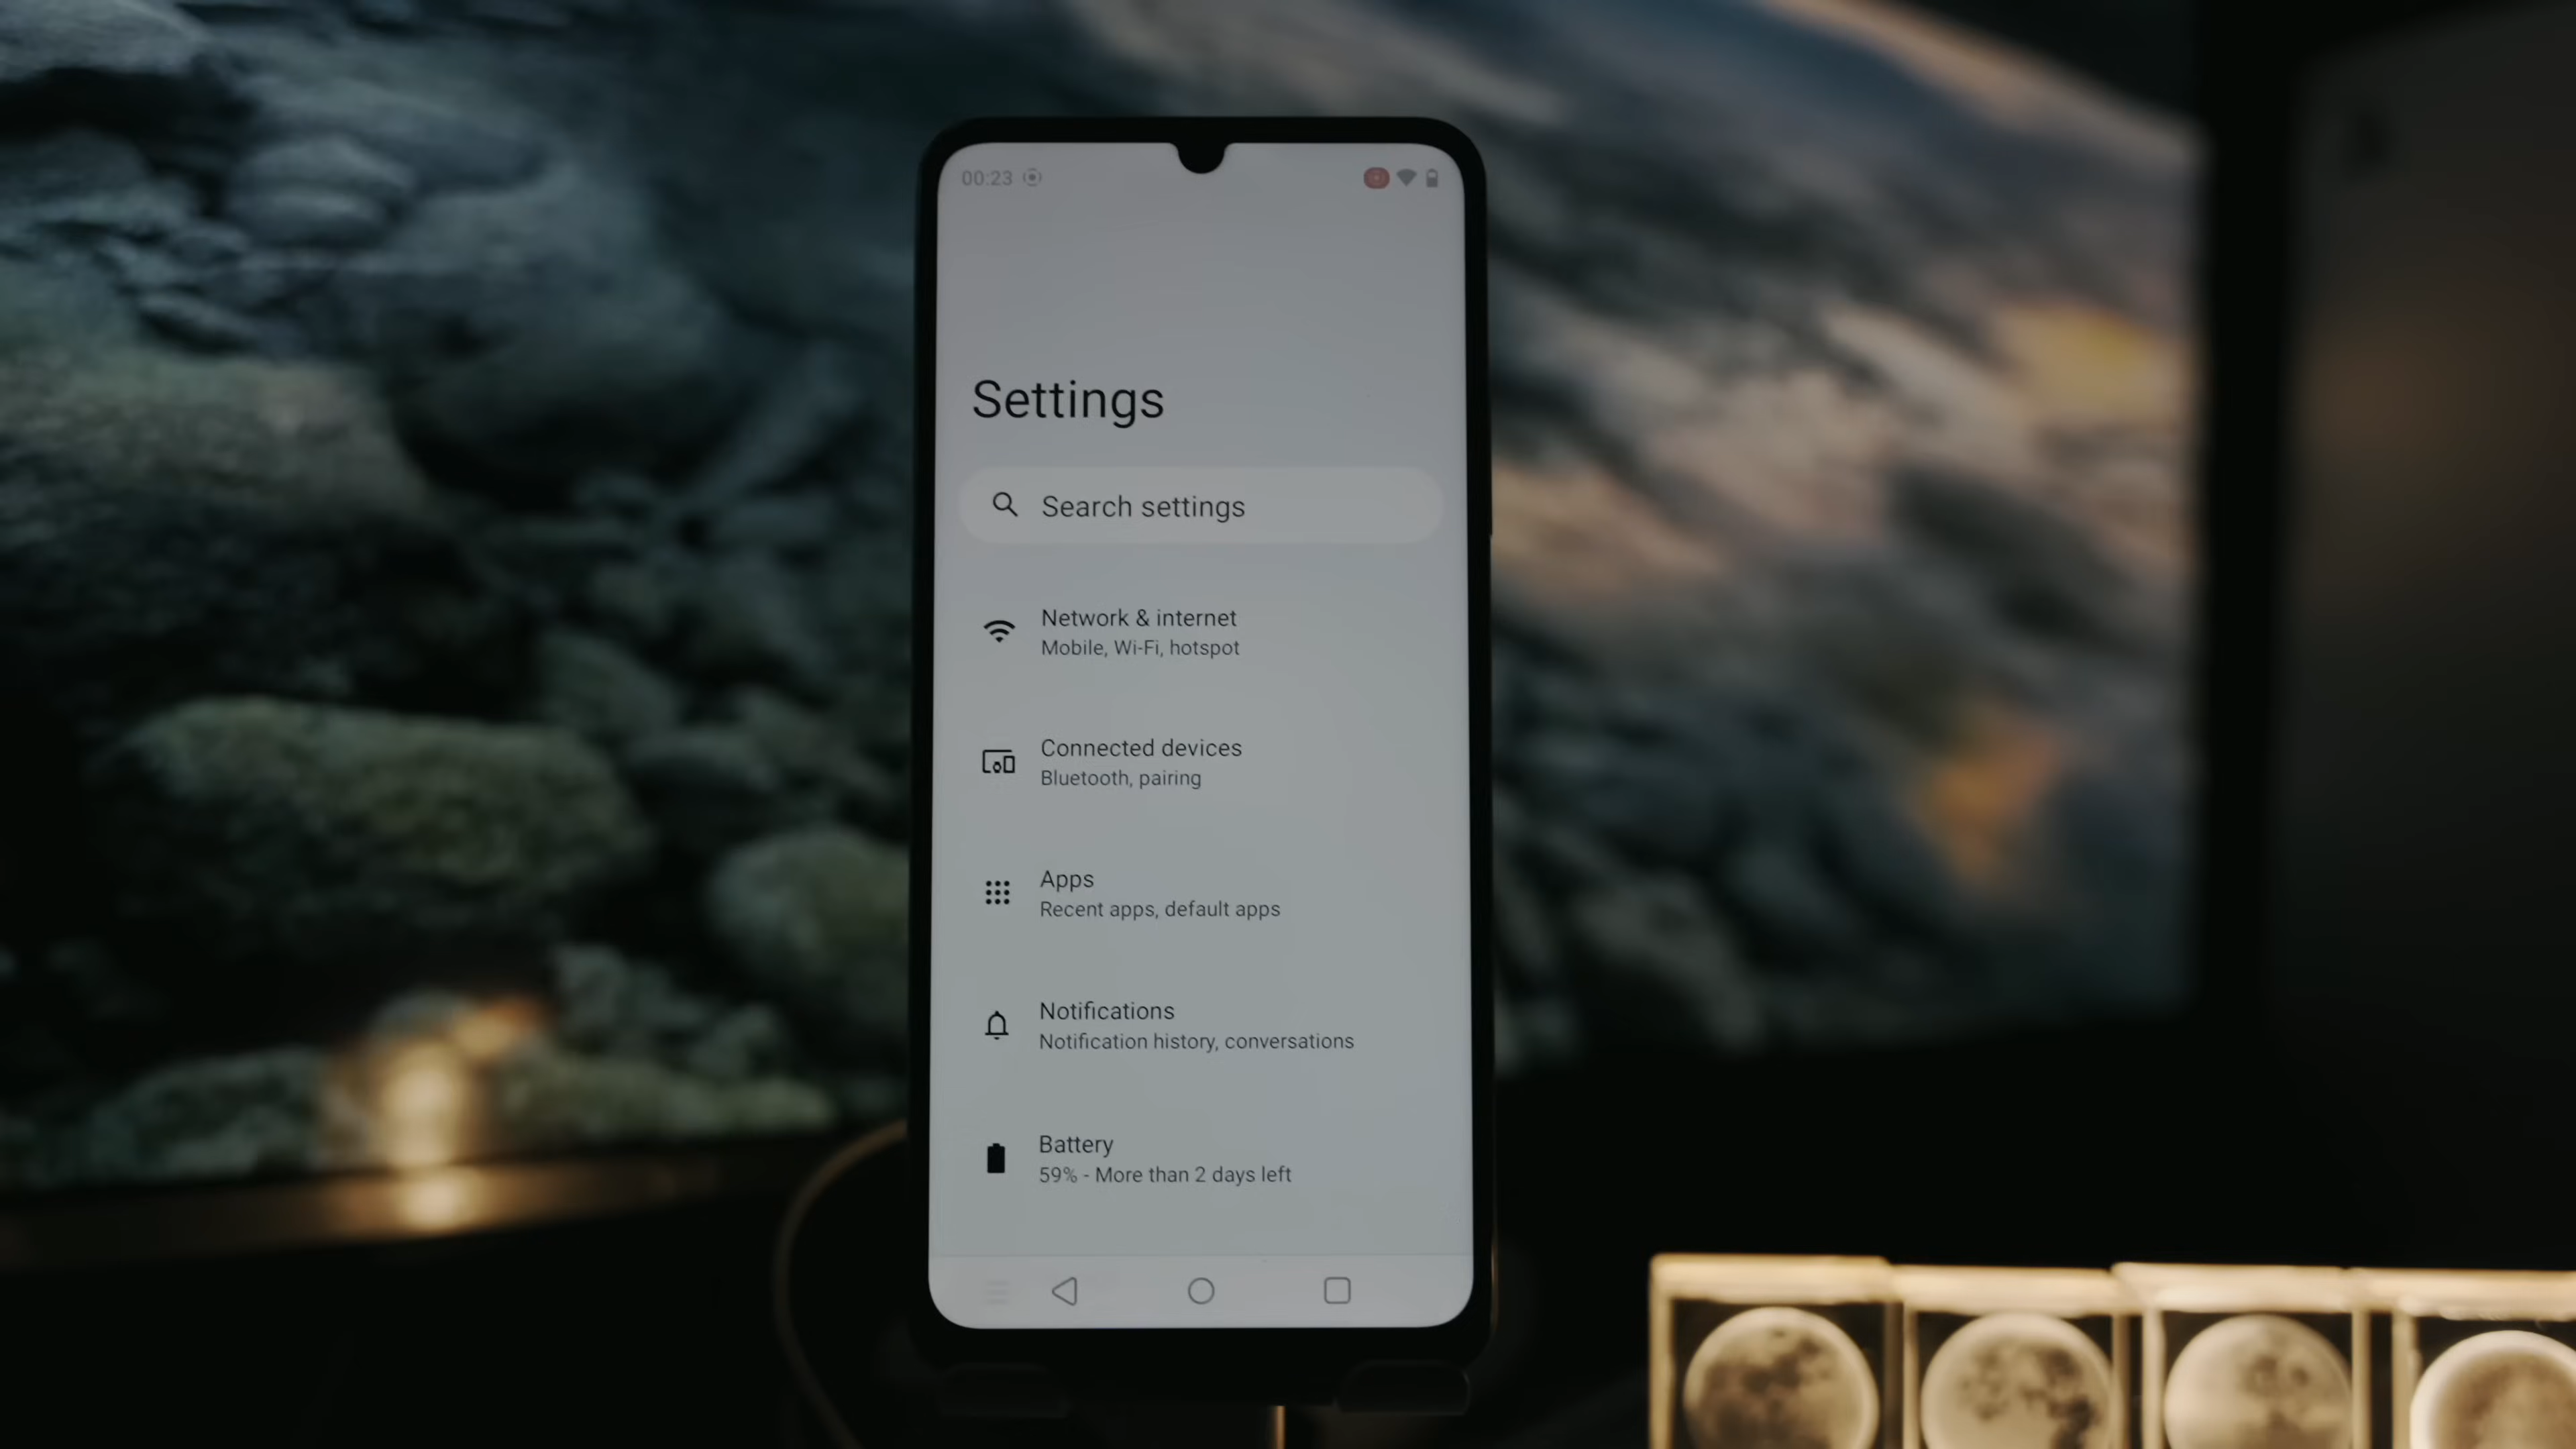 00:23
Settings
Search settings
Network & internet
Mobile, Wi-Fi, hotspot
Connected devices
Bluetooth, pairing
Apps
Recent apps, default apps
Notifications
Notification history, conversations
Battery
59% - More than 2 days left